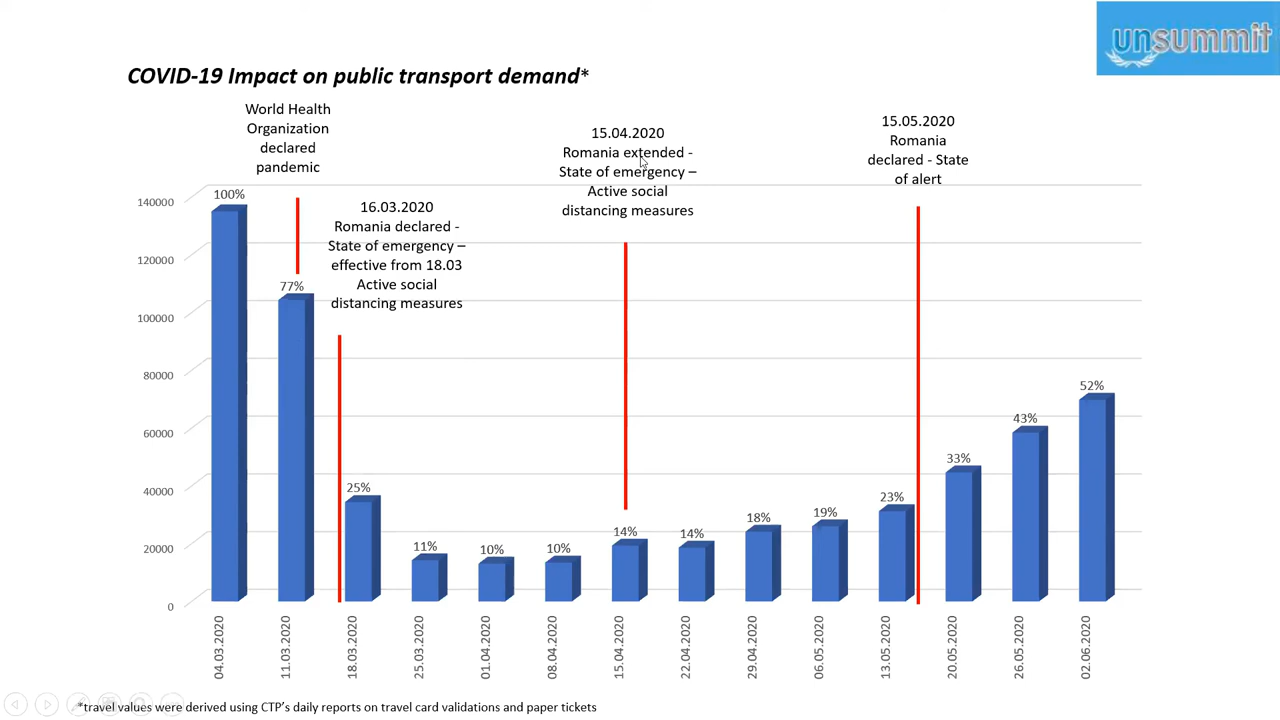 unsummit
COVID-19 Impact on public transport demand*
World Health
Organization
declared
pandemic
16.03.2020
Romania declared -
State of emergency –
effective from 18.03
Active social
distancing measures
15.04.2020
Romania extended -
State of emergency –
Active social
distancing measures
15.05.2020
Romania
declared - State
of alert
140000
120000
100000
80000
60000
40000
20000
0
100%
77%
25%
11%
10%
10%
14%
14%
18%
19%
23%
33%
43%
52%
04.03.2020
11.03.2020
18.03.2020
25.03.2020
01.04.2020
08.04.2020
15.04.2020
22.04.2020
29.04.2020
06.05.2020
13.05.2020
20.05.2020
26.05.2020
02.06.2020
*travel values were derived using CTP's daily reports on travel card validations and paper tickets